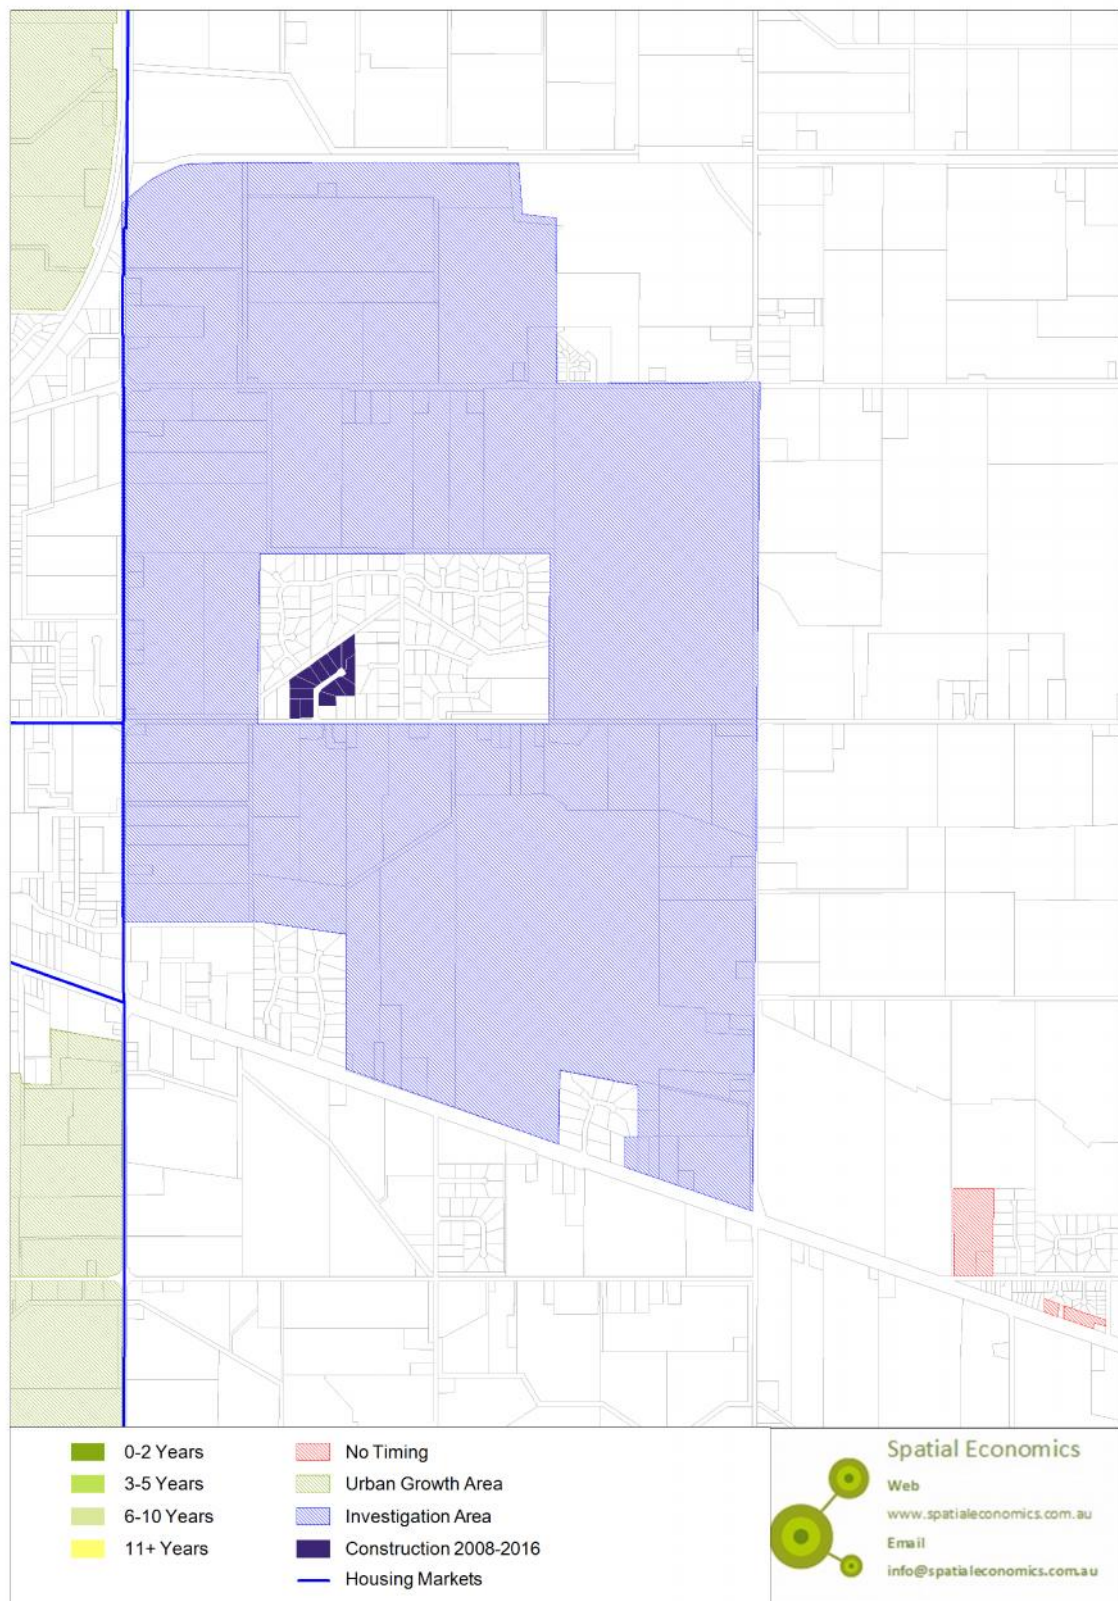 0-2 Years
3-5 Years
6-10 Years
11+ Years
No Timing
Urban Growth Area
Investigation Area
Construction 2008-2016
Housing Markets
Spatial Economics
Web
www.spatialeconomics.com.au
Email
info@spatialeconomics.com.au